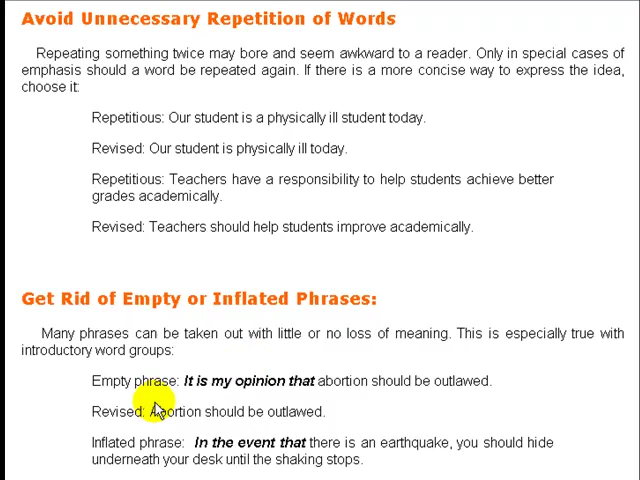 Avoid Unnecessary Repetition of Words
Repeating something twice may bore and seem awkward to a reader. Only in special cases of
emphasis should a word be repeated again. If there is a more concise way to express the idea,
choose it:
Repetitious: Our student is a physically ill student today.
Revised: Our student is physically ill today.
Repetitious: Teachers have a responsibility to help students achieve better
grades academically.
Revised: Teachers should help students improve academically.
Get Rid of Empty or Inflated Phrases:
Many phrases can be taken out with little or no loss of meaning. This is especially true with
introductory word groups:
Empty phrase: It is my opinion that abortion should be outlawed.
Revised: Abortion should be outlawed.
Inflated phrase: In the event that there is an earthquake, you should hide
underneath your desk until the shaking stops.